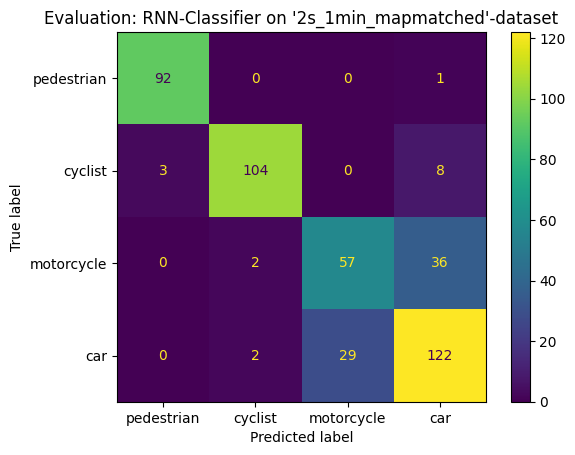 Evaluation: RNN-Classifier on '2s_1min_mapmatched'-dataset
pedestrian 92 0 0 1
cyclist 3 104 0 8
motorcycle 0 2 57 36
car 0 2 29 122
pedestrian cyclist motorcycle car
Predicted label
True label
120
100
80
60
40
20
0